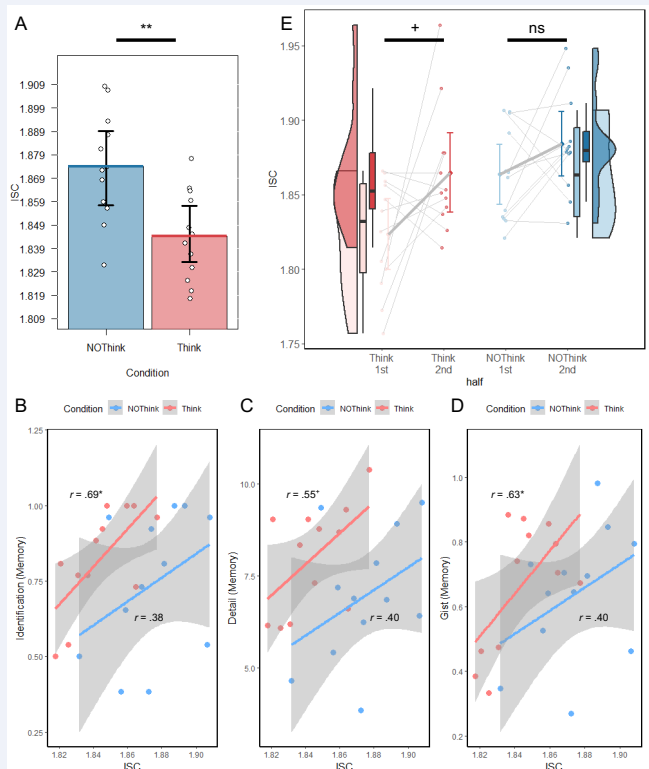 A
**
ISC
1.909
1.899
1.889
1.879
1.869
1.859
1.849
1.839
1.829
1.819
1.809
NOThink
Think
Condition
E
+
ns
ISC
1.95
1.90
1.85
1.80
1.75
Think
1st
Think
2nd
NOThink
1st
NOThink
2nd
half
B
Condition NOThink Think
Identification (Memory)
1.25
1.00
0.75
0.50
0.25
r = .69*
r = .38
1.82 1.84 1.86 1.88 1.90
ISC
C
Condition NOThink Think
Detail (Memory)
10.0
7.5
5.0
r = .55*
r = .40
1.82 1.84 1.86 1.88 1.90
ISC
D
Condition NOThink Think
Gist (Memory)
1.0
0.8
0.6
0.4
0.2
r = .63*
r = .40
1.82 1.84 1.86 1.88 1.90
ISC